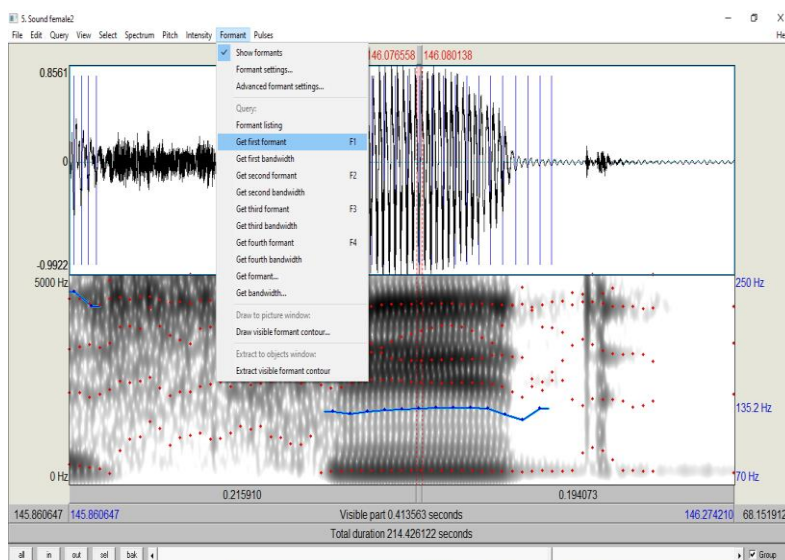 5. Sound female2
File Edit Query View Select Spectrum Pitch Intensity Formant Pulses He
Show formants
146.076558 146.080138
Formant settings...
0.8561
Advanced formant settings...
Query:
Formant listing
Get first formant F1
0
Get first bandwidth
Get second formant F2
Get second bandwidth
Get third formant F3
Get third bandwidth
Get fourth formant F4
Get fourth bandwidth
-0.9922
Get formant...
5000 Hz
250 Hz
Get bandwidth...
Draw to picture window:
Draw visible formant contour...
Extract to objects window:
Extract visible formant contour
135.2 Hz
0 Hz
70 Hz
0.215910 0.194073
145.860647 145.860647 Visible part 0.413563 seconds 146.274210 68.151912
Total duration 214.426122 seconds
all in out sel bak Group